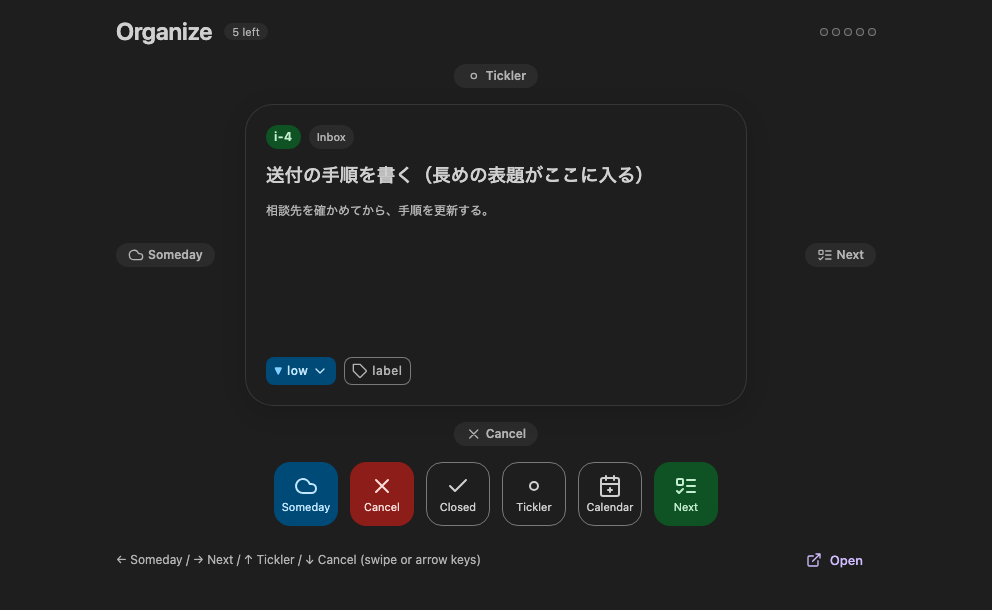 Organize
5 left
Tickler
i-4
Inbox
送付の手順を書く（長めの表題がここに入る）
相談先を確かめてから、手順を更新する。
Someday
Next
low
label
Cancel
Someday
Cancel
Closed
Tickler
Calendar
Next
← Someday / → Next / ↑ Tickler / ↓ Cancel (swipe or arrow keys)
Open